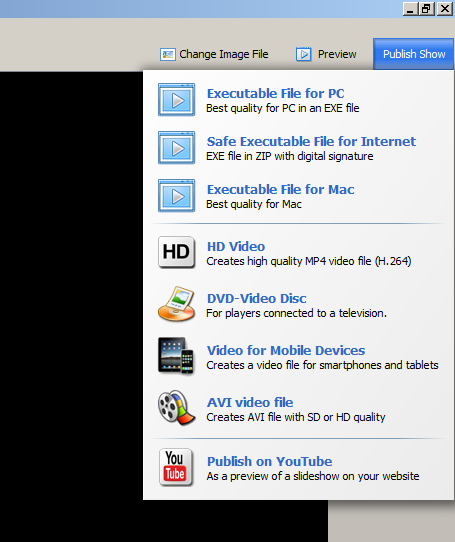 Change Image File
Preview
Publish Show
Executable File for PC
Best quality for PC in an EXE file
Safe Executable File for Internet
EXE file in ZIP with digital signature
Executable File for Mac
Best quality for Mac
HD
HD Video
Creates high quality MP4 video file (H.264)
DVD-Video Disc
For players connected to a television.
Video for Mobile Devices
Creates a video file for smartphones and tablets
AVI video file
Creates AVI file with SD or HD quality
You
Tube
Publish on YouTube
As a preview of a slideshow on your website